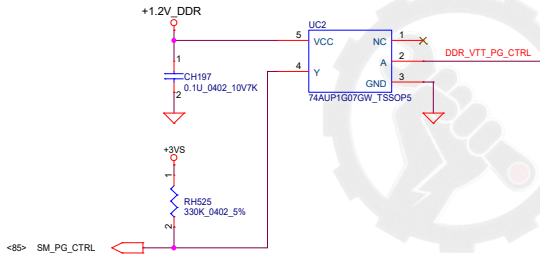 +1.2V_DDR
UC2
5 VCC NC 1
DDR_VTT_PG_CTRL
4 Y A 2
GND 3
1
CH197
0.1U_0402_10V7K
2
74AUP1G07GW_TSSOP5
+3VS
1
RH525
330K_0402_5%
2
<85> SM_PG_CTRL